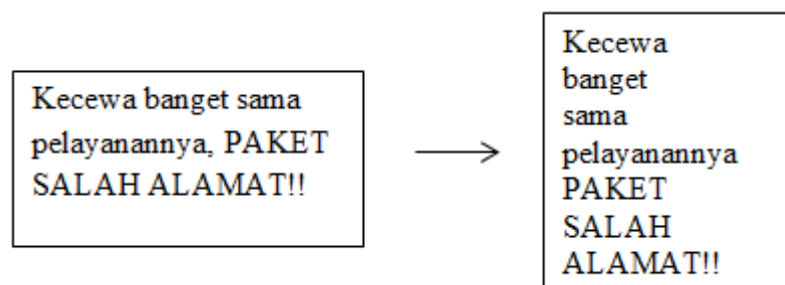 Kecewa banget sama
pelayanannya, PAKET
SALAH ALAMAT!!
Kecewa
banget
sama
pelayanannya
PAKET
SALAH
ALAMAT!!